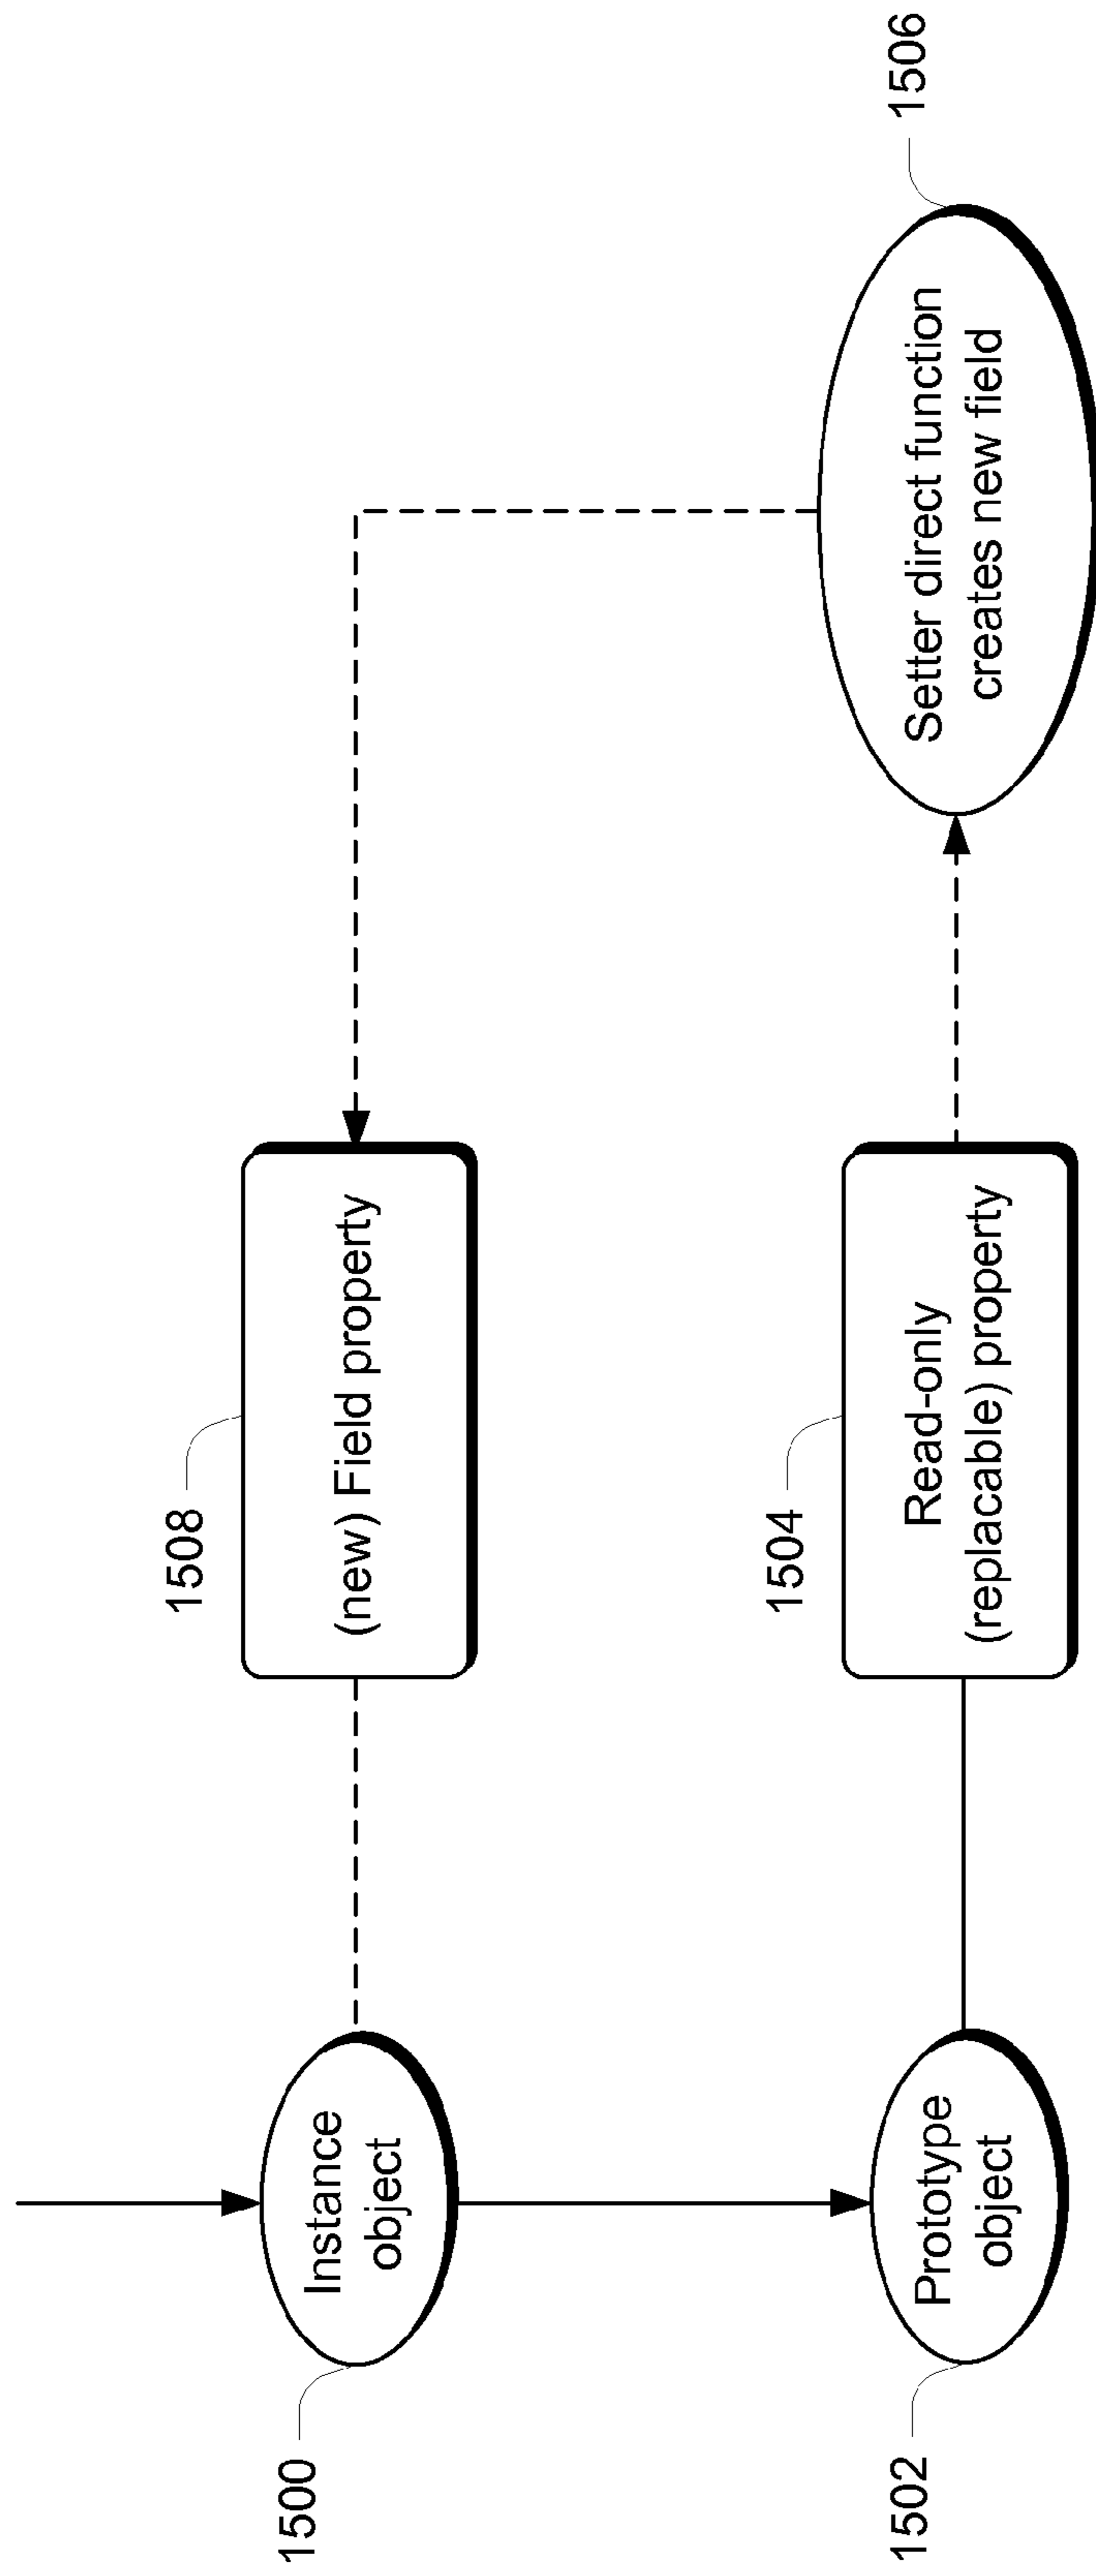 1500
Instance
object
1508
(new) Field property
1502
Prototype
object
1504
Read-only
(replacable) property
1506
Setter direct function
creates new field